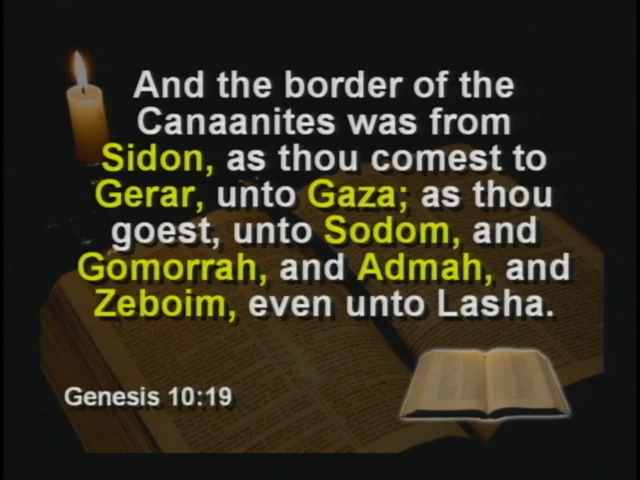 And the border of the
Canaanites was from
Sidon, as thou comest to
Gerar, unto Gaza; as thou
goest, unto Sodom, and
Gomorrah, and Admah, and
Zeboim, even unto Lasha.
Genesis 10:19